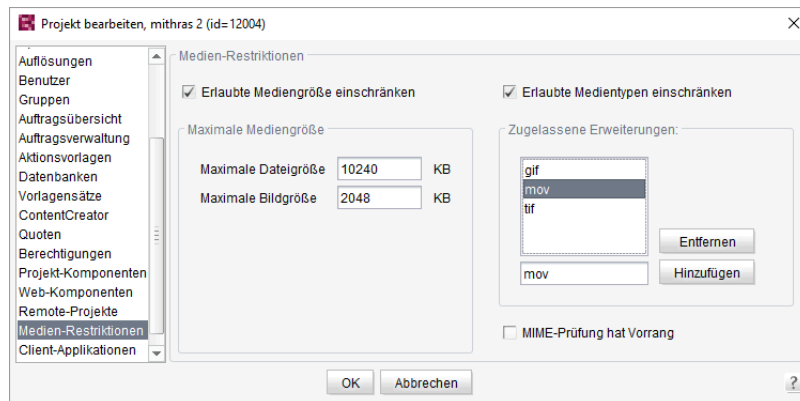 Projekt bearbeiten, mithras 2 (id=12004)
Auflösungen
Benutzer
Gruppen
Auftragsübersicht
Auftragsverwaltung
Aktionsvorlagen
Datenbanken
Vorlagensätze
ContentCreator
Quoten
Berechtigungen
Projekt-Komponenten
Web-Komponenten
Remote-Projekte
Medien-Restriktionen
Client-Applikationen
Medien-Restriktionen
Erlaubte Mediengröße einschränken
Maximale Mediengröße
Maximale Dateigröße 10240 KB
Maximale Bildgröße 2048 KB
Erlaubte Medientypen einschränken
Zugelassene Erweiterungen:
gif
mov
tif
Entfernen
mov Hinzufügen
MIME-Prüfung hat Vorrang
OK Abbrechen
?